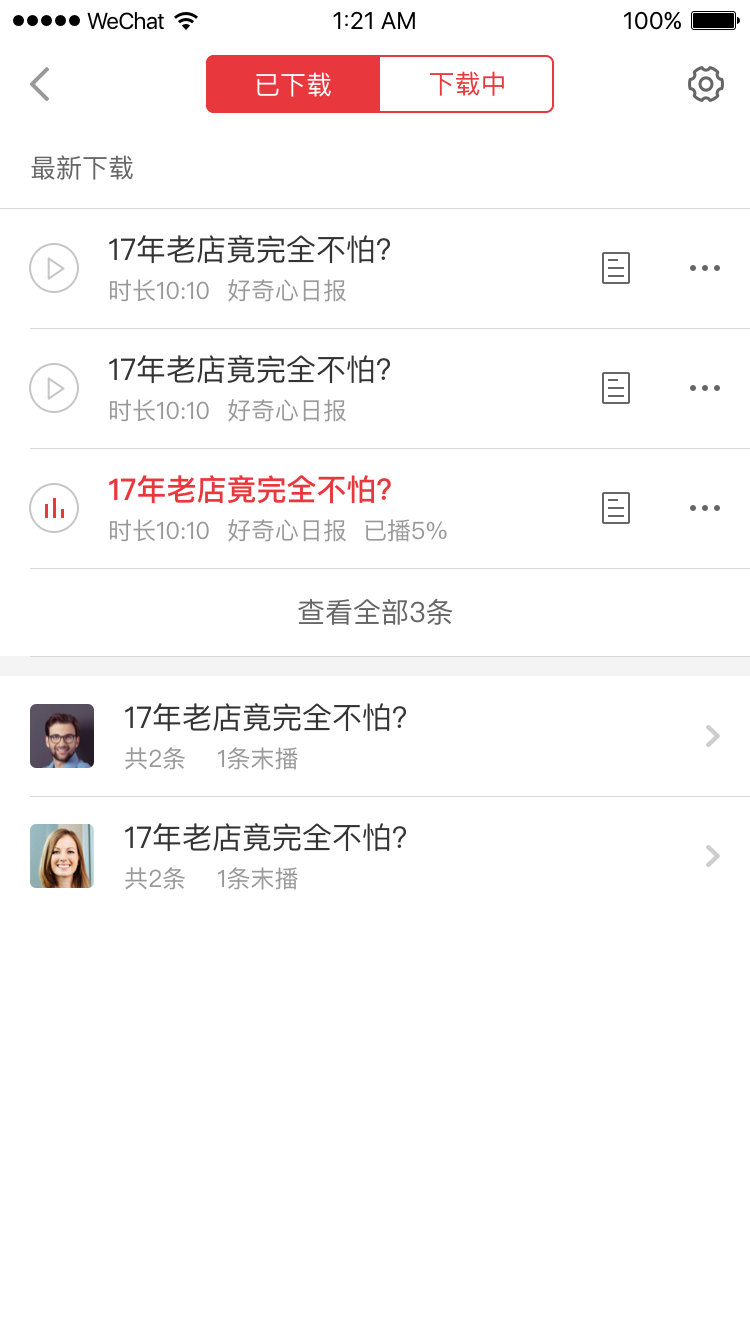 WeChat 1:21 AM 100%
已下载 下载中
最新下载
17年老店竟完全不怕?
时长10:10 好奇心日报
17年老店竟完全不怕?
时长10:10 好奇心日报
17年老店竟完全不怕?
时长10:10 好奇心日报 已播5%
查看全部3条
17年老店竟完全不怕?
共2条 1条末播
17年老店竟完全不怕?
共2条 1条末播